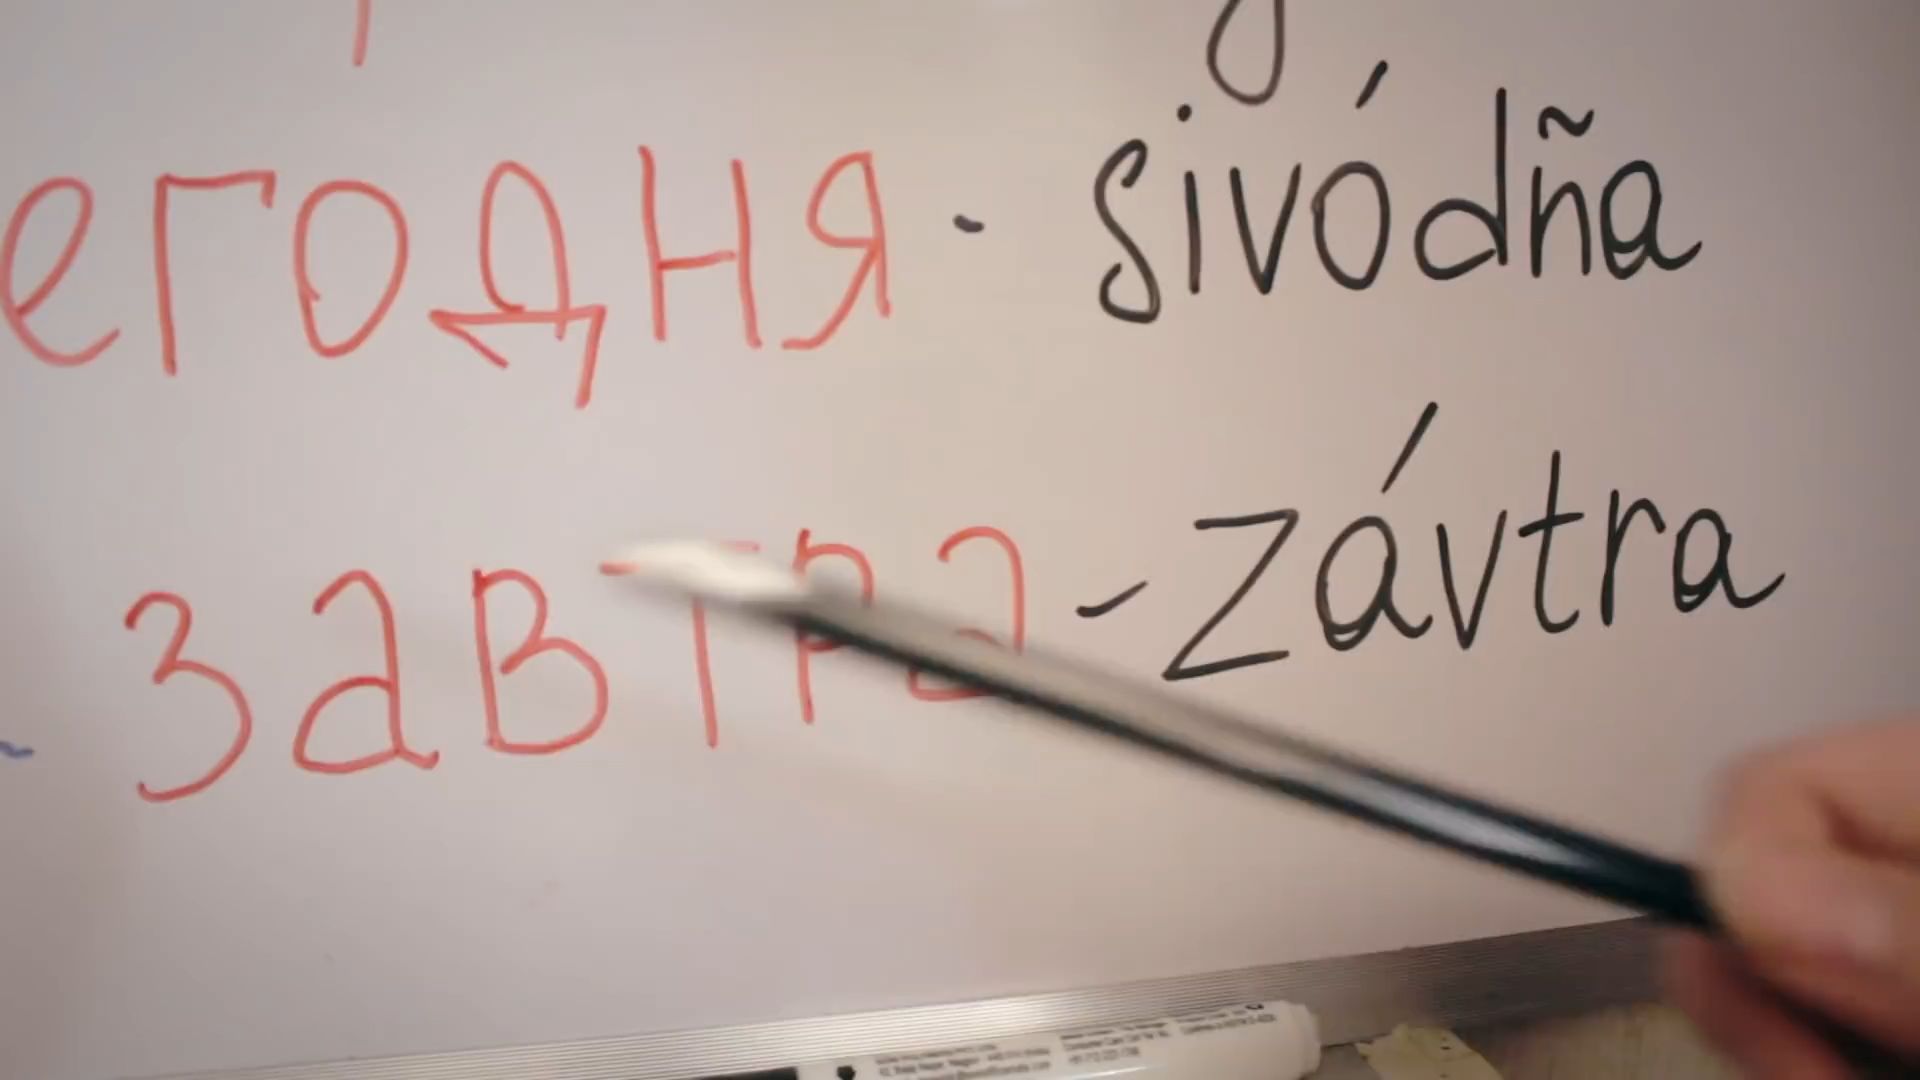 егодня - sivódña
завтра - závtra